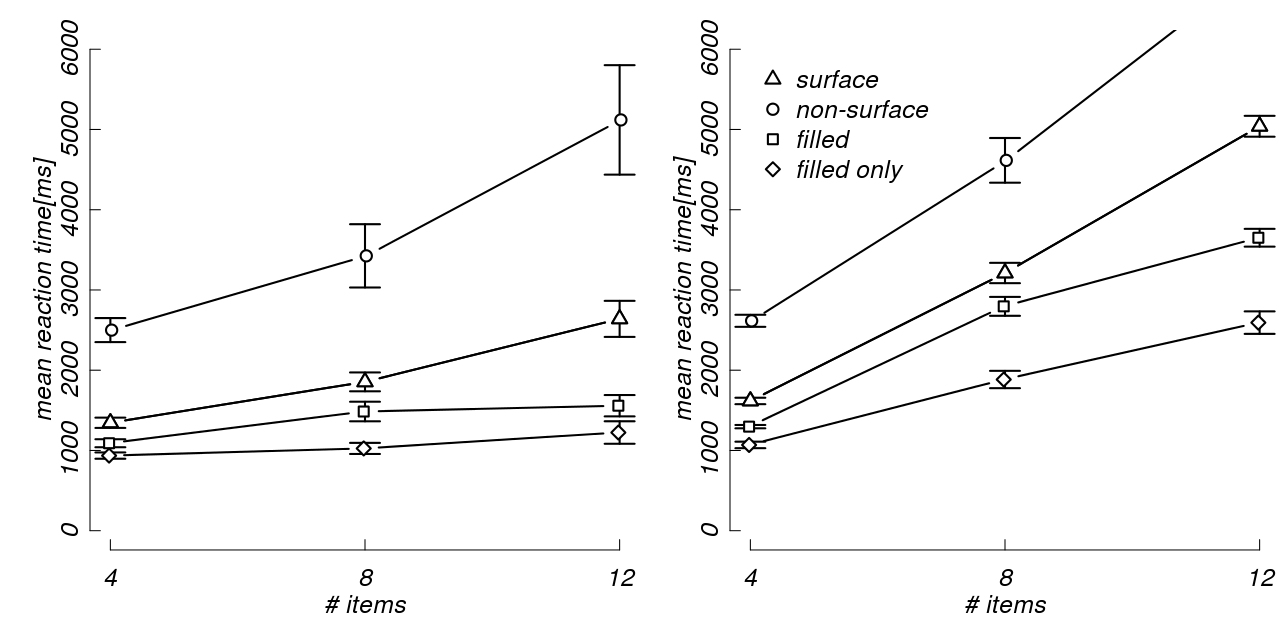 mean reaction time[ms]
6000
5000
4000
3000
2000
1000
0
4 8 12
# items
mean reaction time[ms]
6000
5000
4000
3000
2000
1000
0
surface
non-surface
filled
filled only
4 8 12
# items